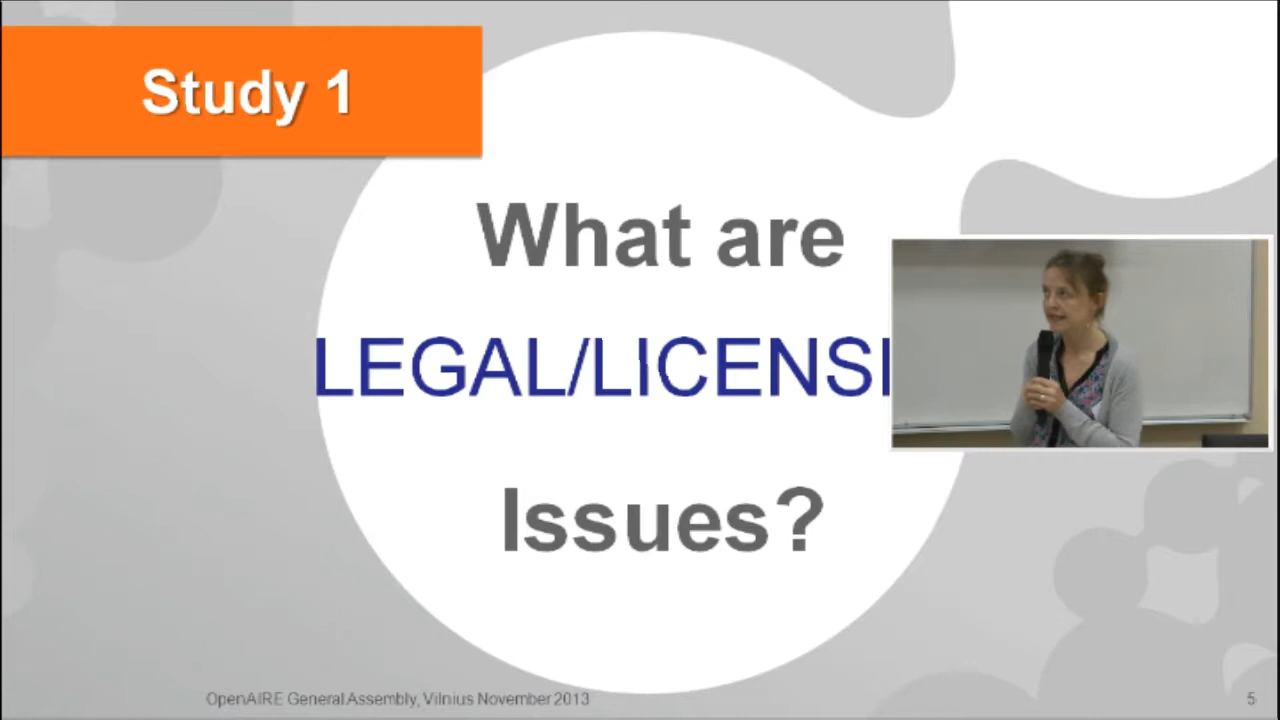 Study 1
What are
LEGAL/LICENSI
Issues?
OpenAIRE General Assembly, Vilnius November 2013
5